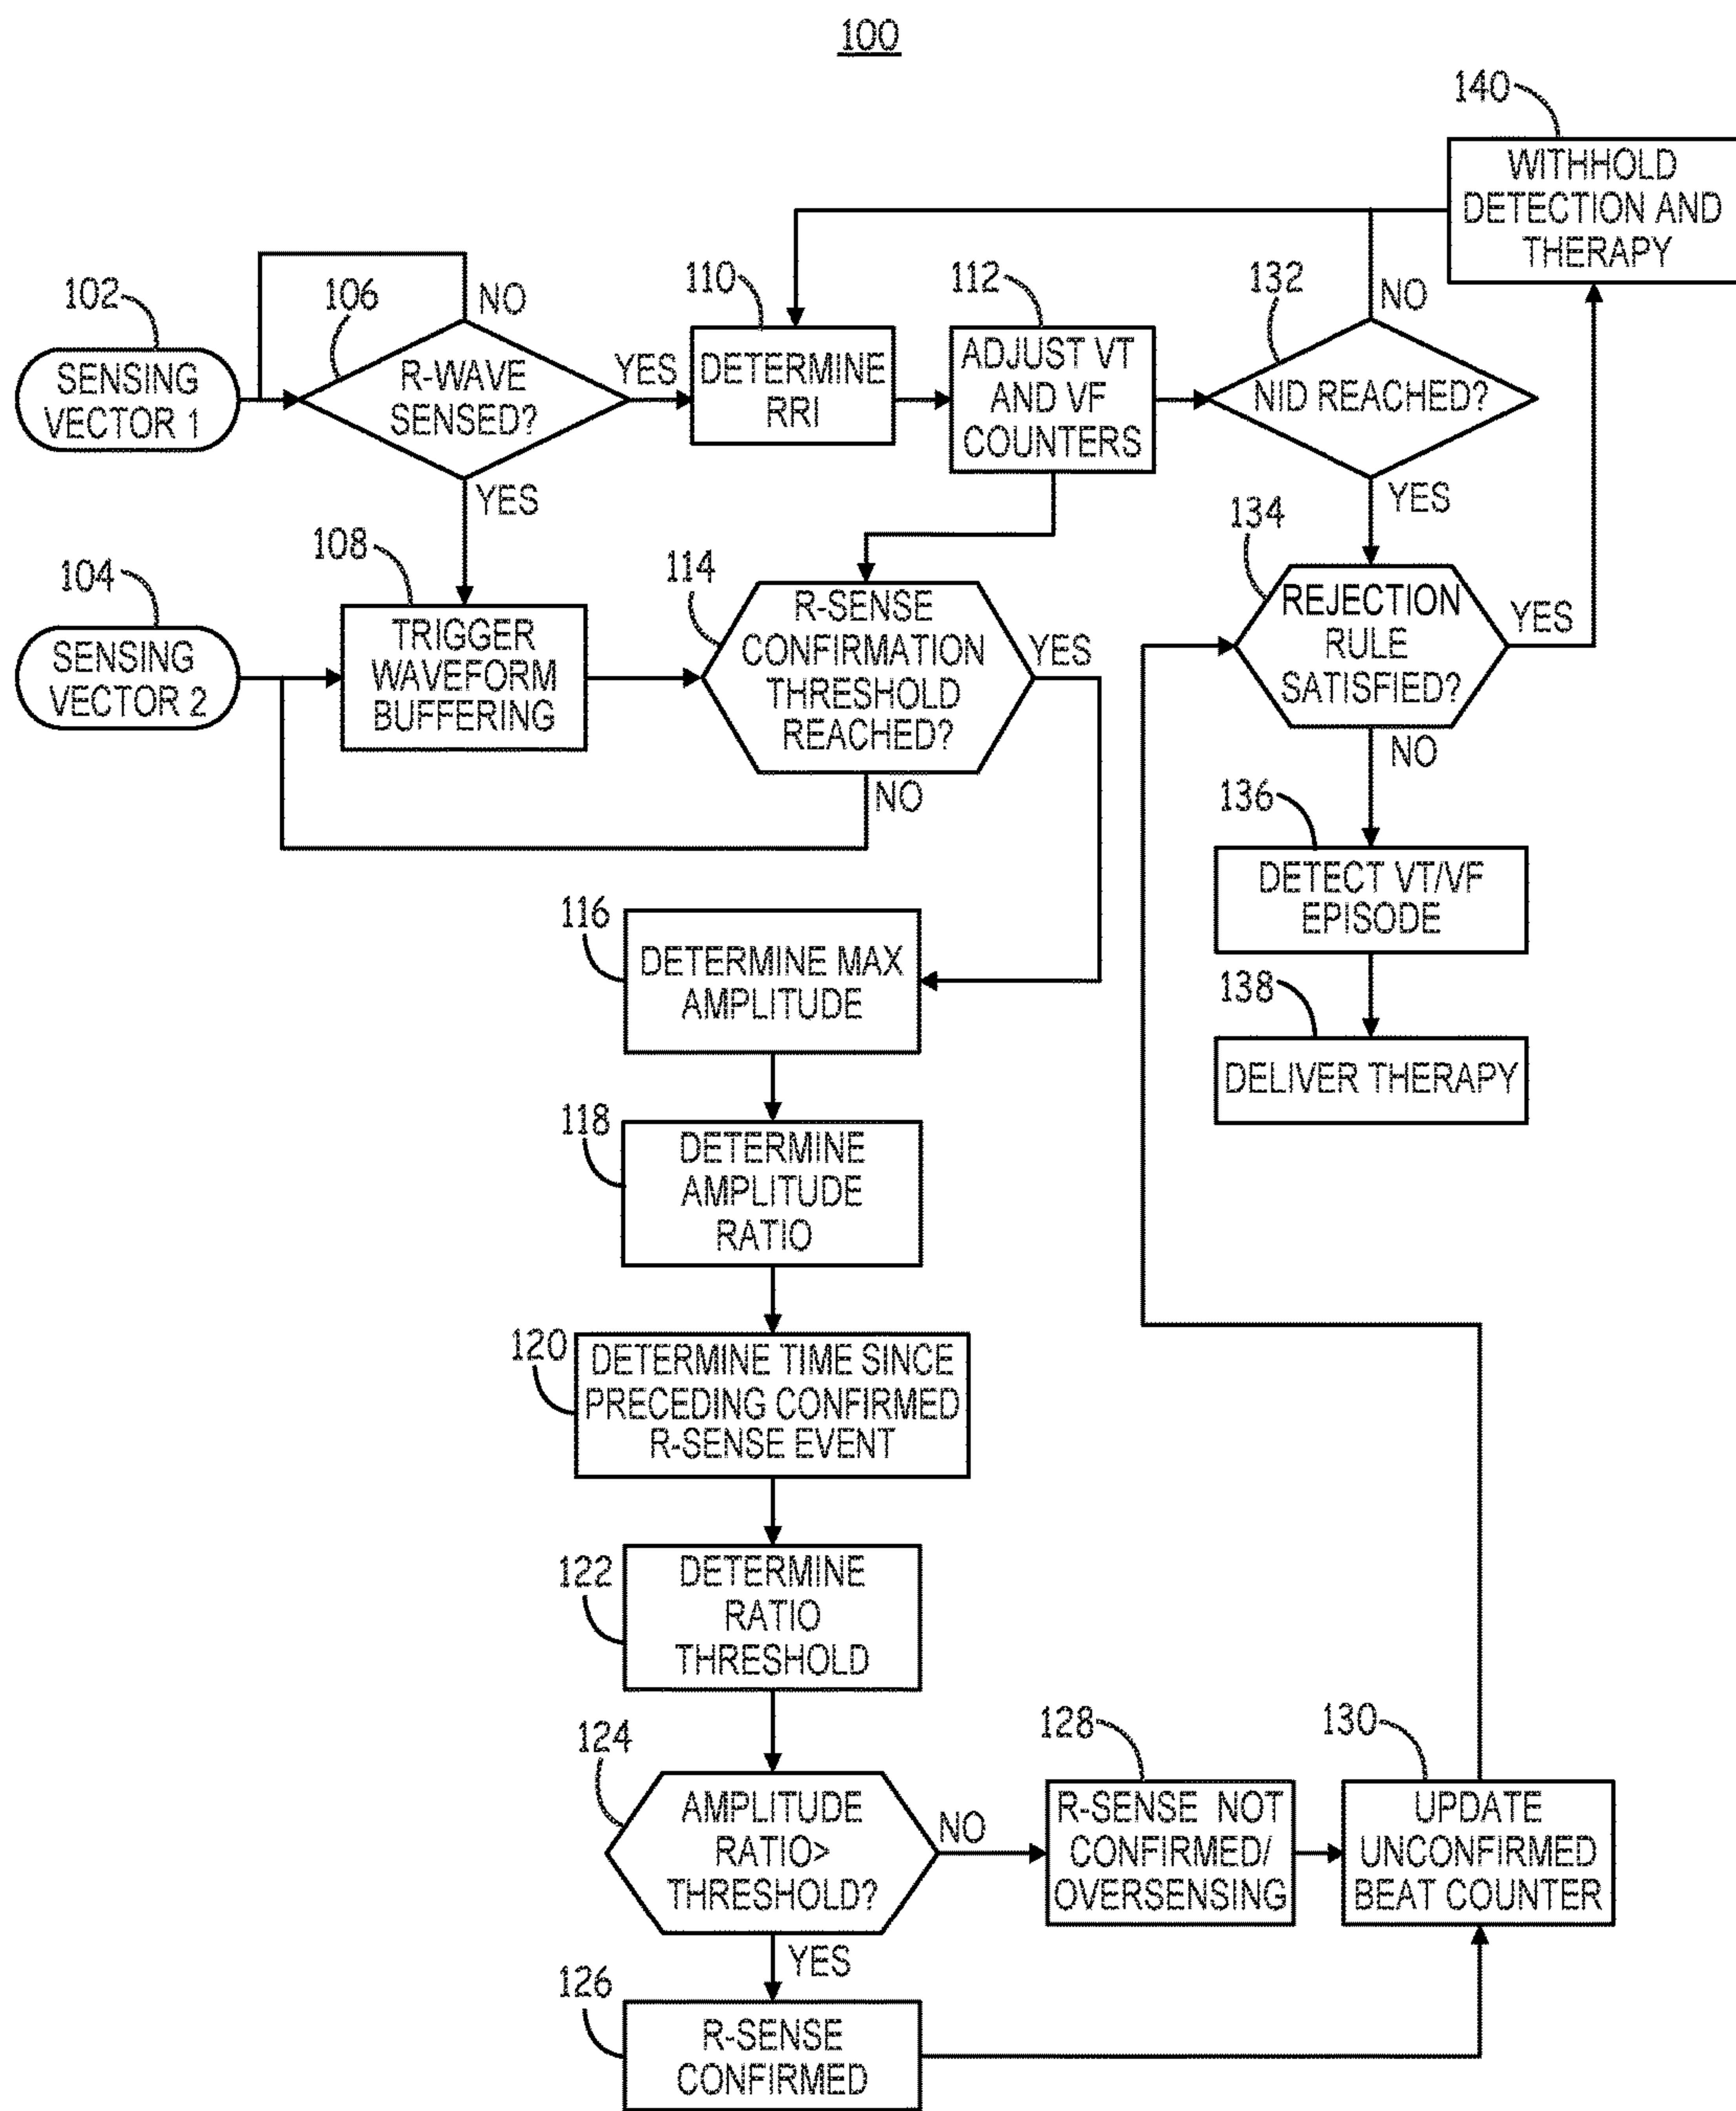 100
140
WITHHOLD
DETECTION AND
THERAPY
102
SENSING
VECTOR 1
106
NO
R-WAVE
SENSED?
YES
YES
110
DETERMINE
RRI
112
ADJUST VT
AND VF
COUNTERS
132
NO
NID REACHED?
YES
104
SENSING
VECTOR 2
108
TRIGGER
WAVEFORM
BUFFERING
114
R-SENSE
CONFIRMATION
THRESHOLD
REACHED?
YES
NO
134
REJECTION
RULE
SATISFIED?
YES
NO
136
DETECT VT/VF
EPISODE
138
DELIVER THERAPY
116
DETERMINE MAX
AMPLITUDE
118
DETERMINE
AMPLITUDE
RATIO
120
DETERMINE TIME SINCE
PRECEDING CONFIRMED
R-SENSE EVENT
122
DETERMINE
RATIO
THRESHOLD
124
AMPLITUDE
RATIO>
THRESHOLD?
NO
YES
128
R-SENSE NOT
CONFIRMED/
OVERSENSING
130
UPDATE
UNCONFIRMED
BEAT COUNTER
126
R-SENSE
CONFIRMED